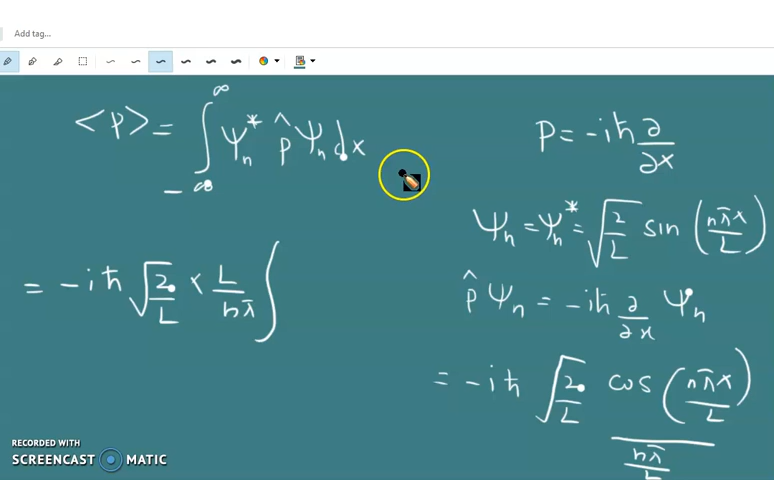 Add tag...
<p> = ∫_{-∞}^{∞} ψₙ* p̂ ψₙ dx
p = -iħ ∂/∂x
ψₙ = ψₙ* = √(2/L) sin (nπx/L)
= -iħ √(2/L) × L/nπ ∫
p̂ ψₙ = -iħ ∂/∂x ψₙ
= -iħ √(2/L) cos (nπx/L) / (nπ/L)
RECORDED WITH
SCREENCAST MATIC